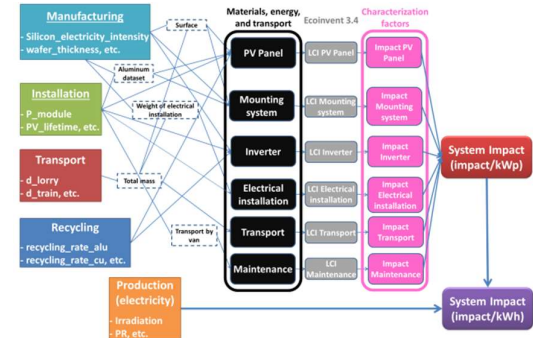 Manufacturing
- Silicon_electricity_intensity
- wafer_thickness, etc.
Installation
- P_module
- PV_lifetime, etc.
Transport
- d_lorry
- d_train, etc.
Recycling
- recycling_rate_alu
- recycling_rate_cu, etc.
Production
(electricity)
- Irradiation
- PR, etc.
Surface
Aluminum
dataset
Weight of electrical
installation
Total mass
Transport by
van
Materials, energy,
and transport
PV Panel
Mounting
system
Inverter
Electrical
installation
Transport
Maintenance
Ecoinvent 3.4
LCI PV Panel
LCI Mounting
system
LCI Inverter
LCI Electrical
installation
LCI Transport
LCI
Maintenance
Characterization
factors
Impact PV
Panel
Impact
Mounting
system
Impact
Inverter
Impact
Electrical
installation
Impact
Transport
Impact
Maintenance
System Impact
(impact/kWp)
System Impact
(impact/kWh)